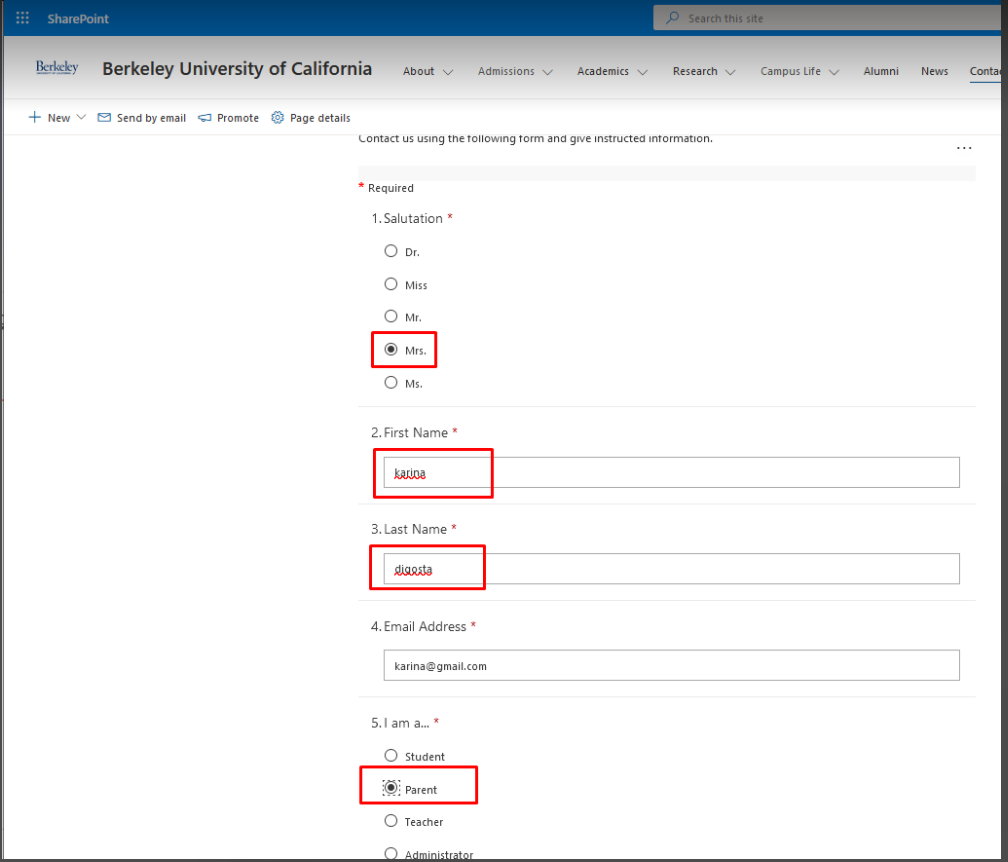 SharePoint
Search this site
Berkeley
Berkeley University of California
About
Admissions
Academics
Research
Campus Life
Alumni
News
Conta
New
Send by email
Promote
Page details
Contact us using the following form and give instructed information.
...
* Required
1. Salutation *
Dr.
Miss
Mr.
Mrs.
Ms.
2. First Name *
karina
3. Last Name *
digosta
4. Email Address *
karina@gmail.com
5. I am a... *
Student
Parent
Teacher
Administrator